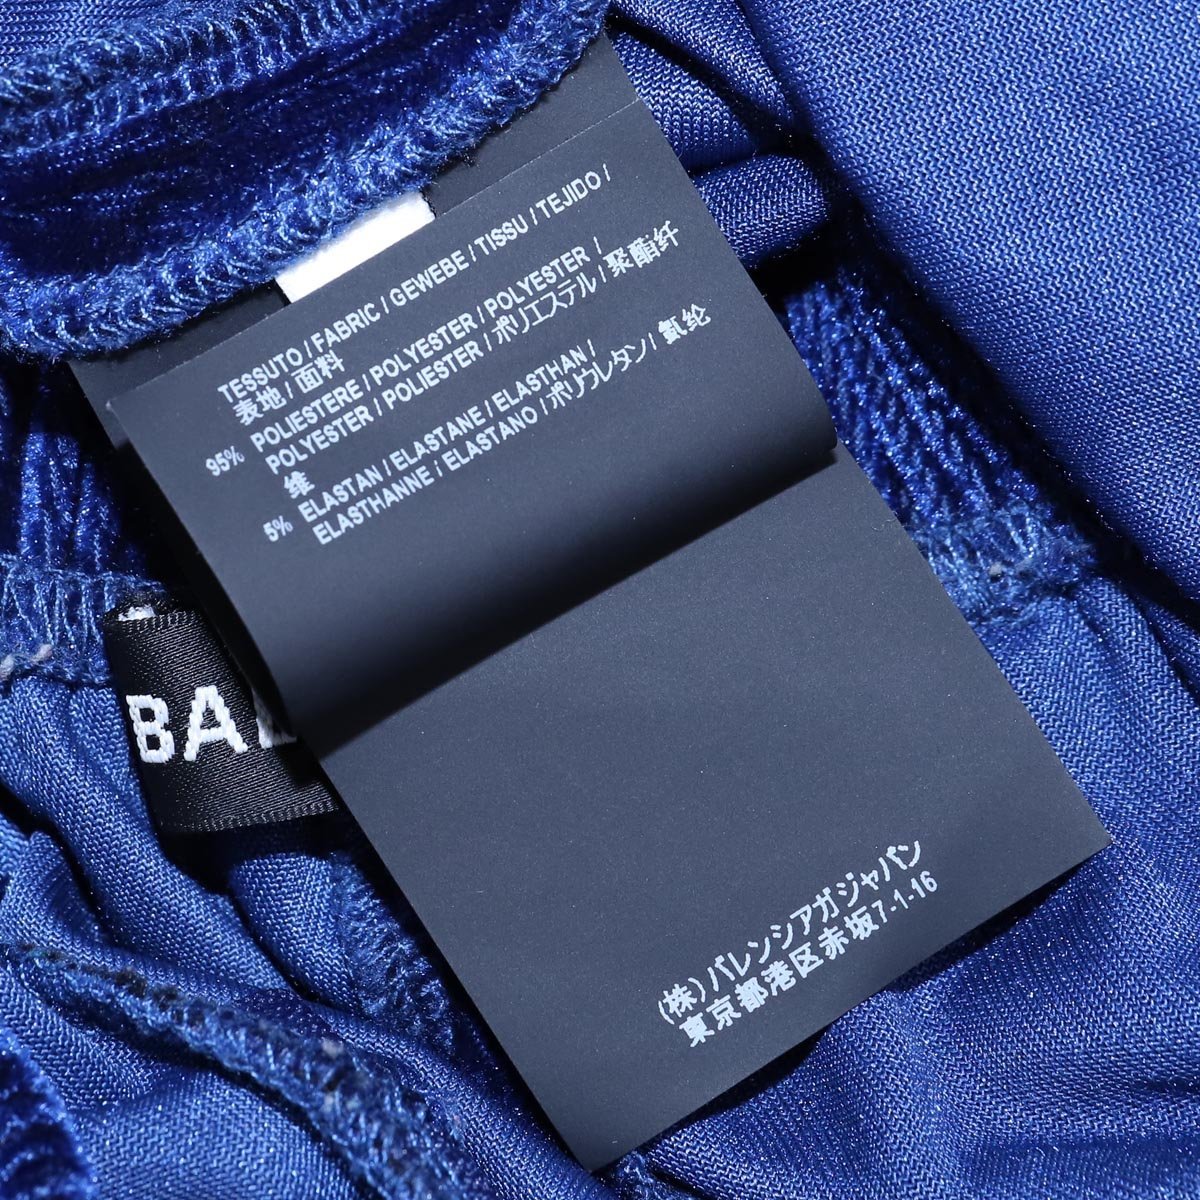 TESSUTO / FABRIC / GEWEBE / TISSU / TEJIDO /
表地 / 面料
95% POLIESTERE / POLYESTER / POLYESTER /
POLYESTER / POLIESTER / ポリエステル / 聚酯纤
维
5% ELASTAN / ELASTANE / ELASTHAN /
ELASTHANNE / ELASTANO / ポリウレタン / 氨纶
BAL
(株)バレンシアガジャパン
東京都港区赤坂7-1-16